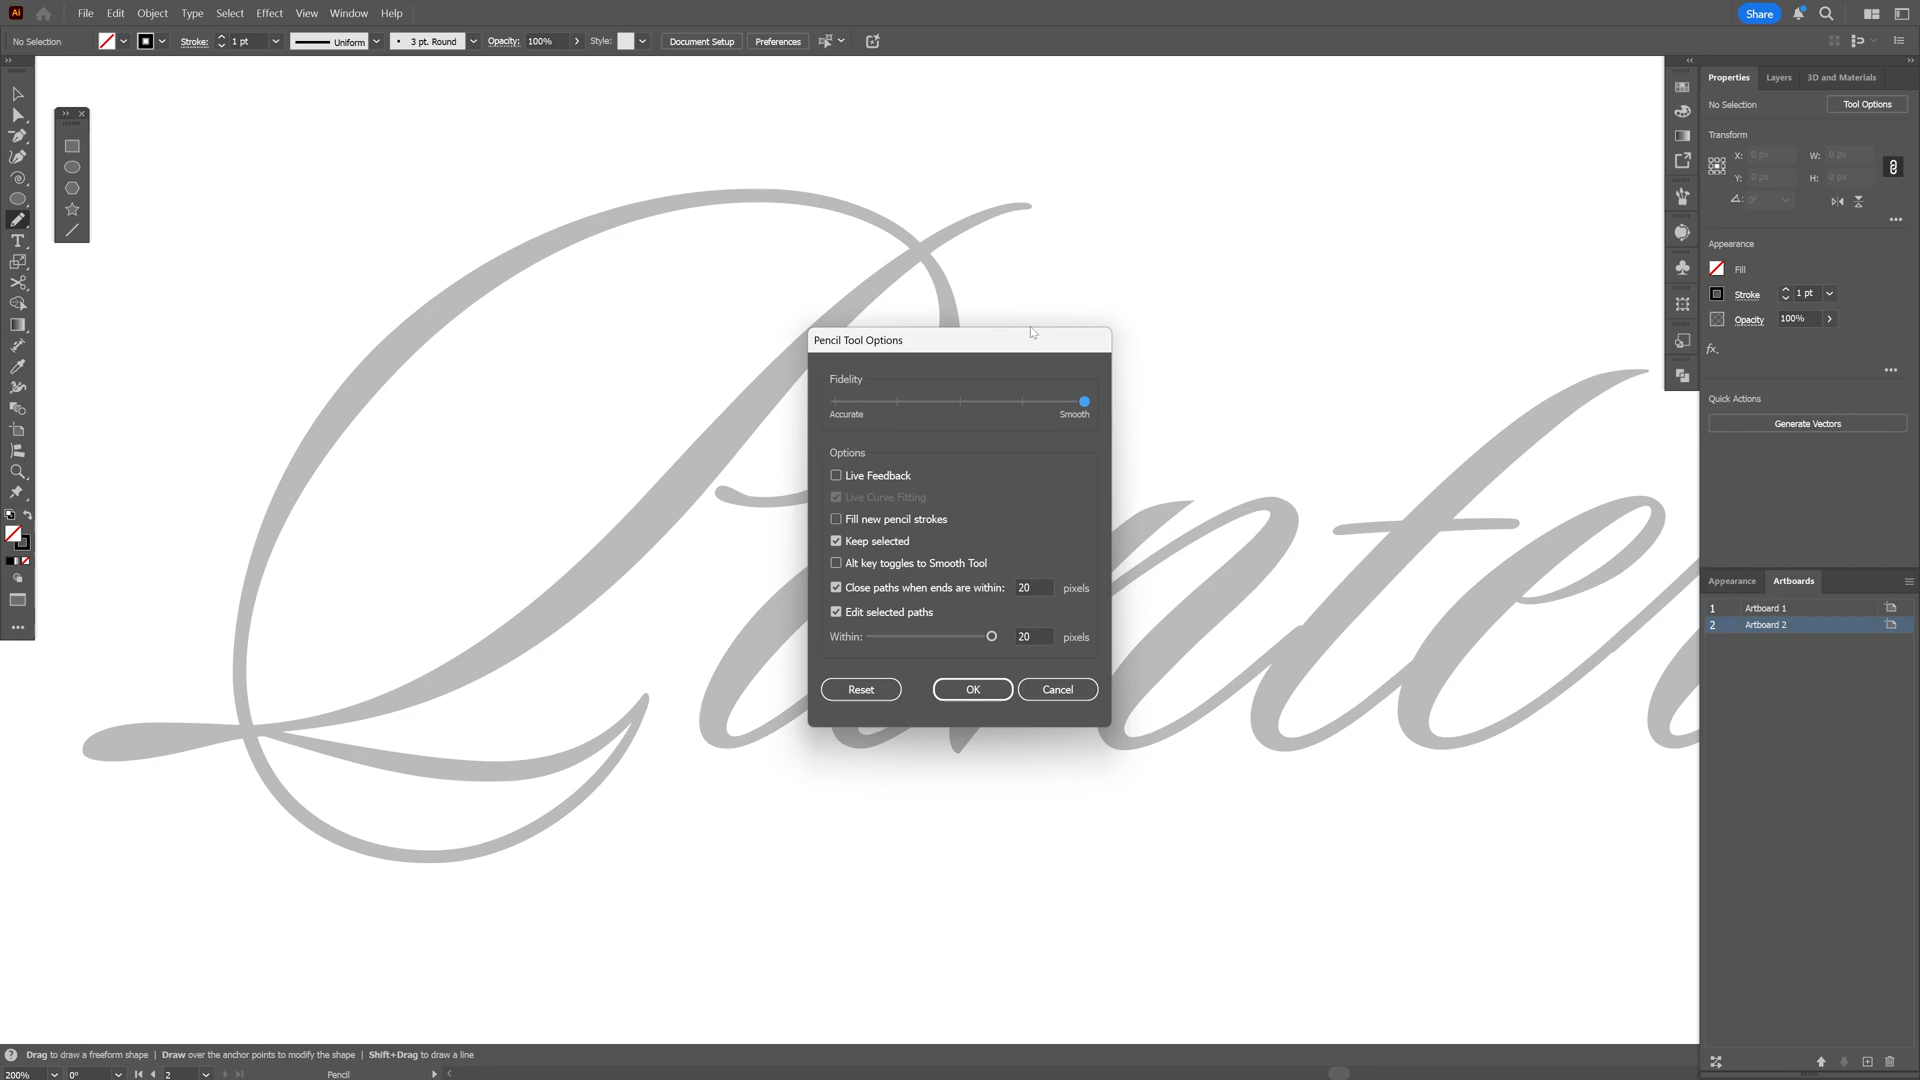 Ai File Edit Object Type Select Effect View Window Help Share
No Selection Stroke: 1 pt Uniform 3 pt. Round Opacity: 100% Style: Document Setup Preferences
Properties Layers 3D and Materials
No Selection Tool Options
Transform
X: 0 px W: 0 px
Y: 0 px H: 0 px
0°
Appearance
Fill
Stroke 1 pt
Opacity 100%
fx.
Quick Actions
Generate Vectors
Appearance Artboards
1 Artboard 1
2 Artboard 2
Pencil Tool Options
Fidelity
Accurate Smooth
Options
Live Feedback
Live Curve Fitting
Fill new pencil strokes
Keep selected
Alt key toggles to Smooth Tool
Close paths when ends are within: 20 pixels
Edit selected paths
Within: 20 pixels
Reset OK Cancel
Drag to draw a freeform shape | Draw over the anchor points to modify the shape | Shift+Drag to draw a line
200% 0° 2 Pencil